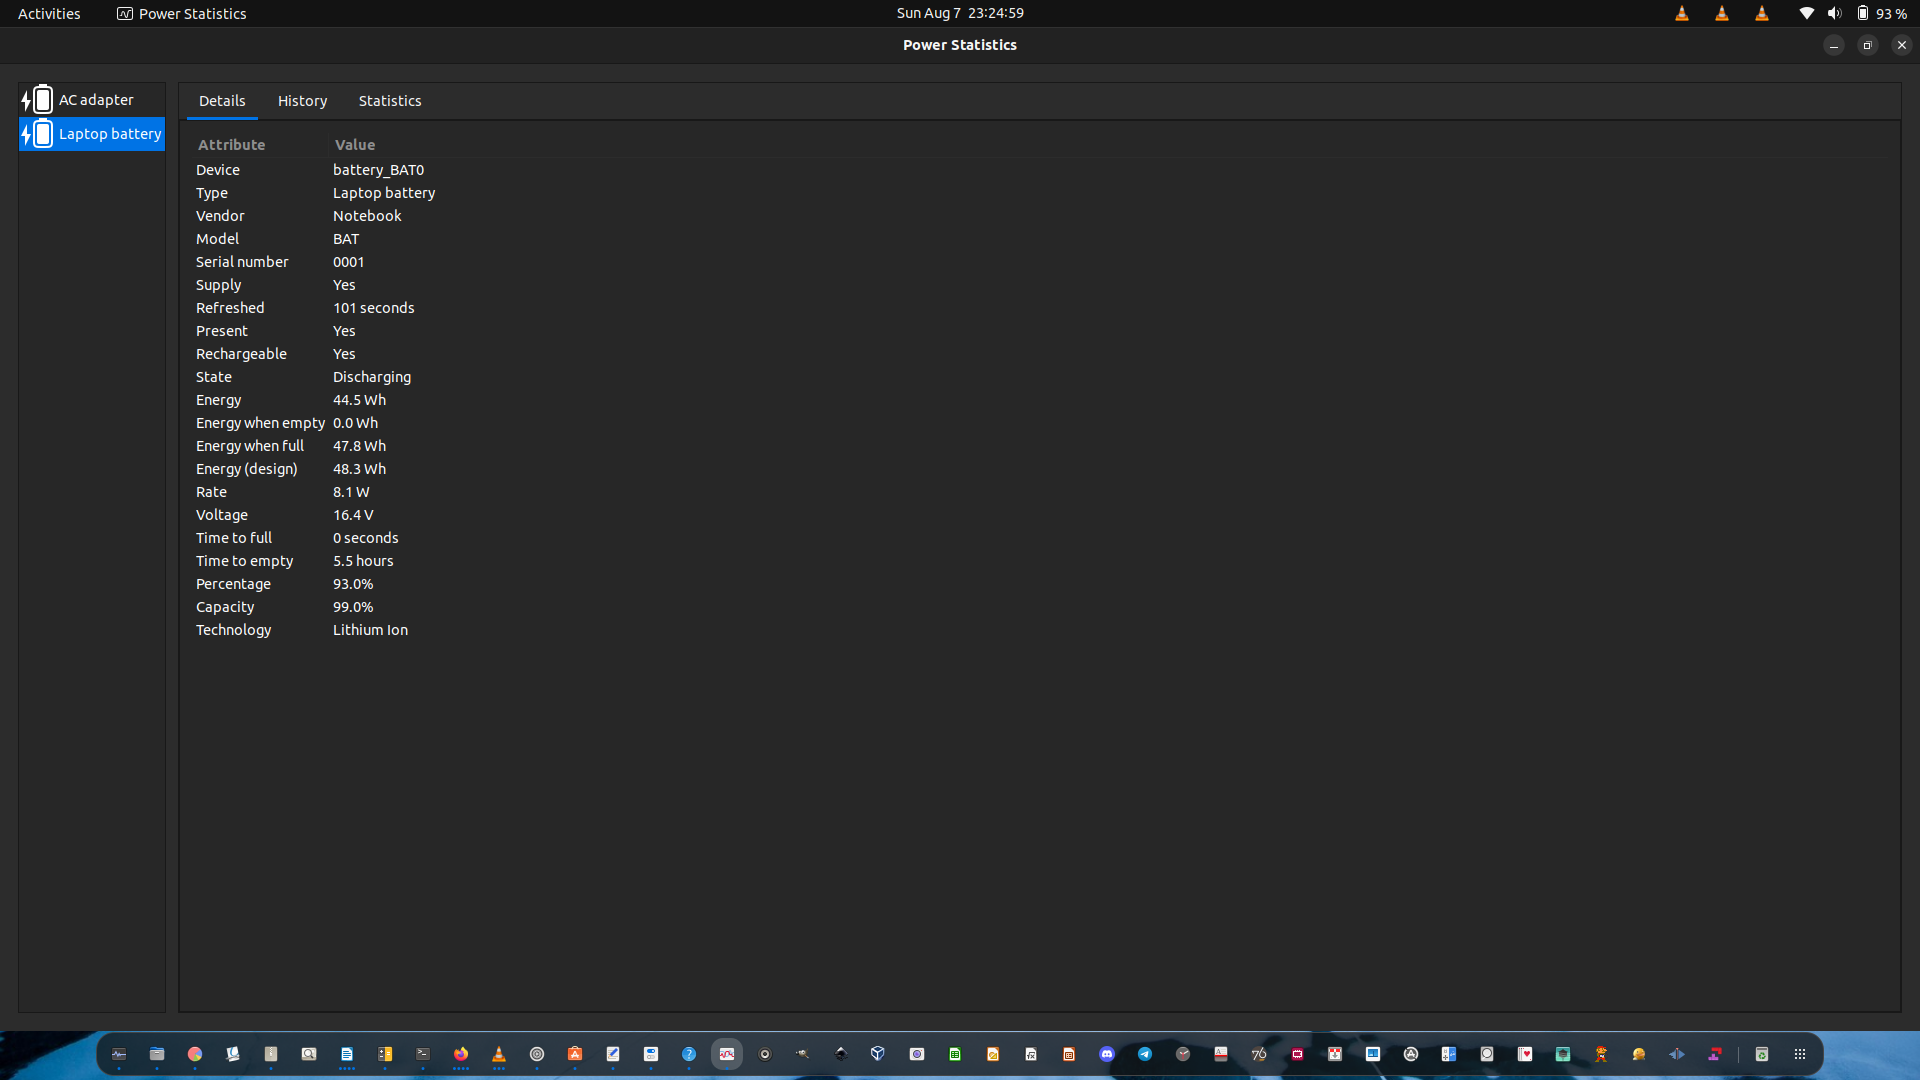 Activities Power Statistics Sun Aug 7 23:24:59 93 %
Power Statistics
AC adapter
Laptop battery
Details History Statistics
Attribute Value
Device battery_BAT0
Type Laptop battery
Vendor Notebook
Model BAT
Serial number 0001
Supply Yes
Refreshed 101 seconds
Present Yes
Rechargeable Yes
State Discharging
Energy 44.5 Wh
Energy when empty 0.0 Wh
Energy when full 47.8 Wh
Energy (design) 48.3 Wh
Rate 8.1 W
Voltage 16.4 V
Time to full 0 seconds
Time to empty 5.5 hours
Percentage 93.0%
Capacity 99.0%
Technology Lithium Ion
76